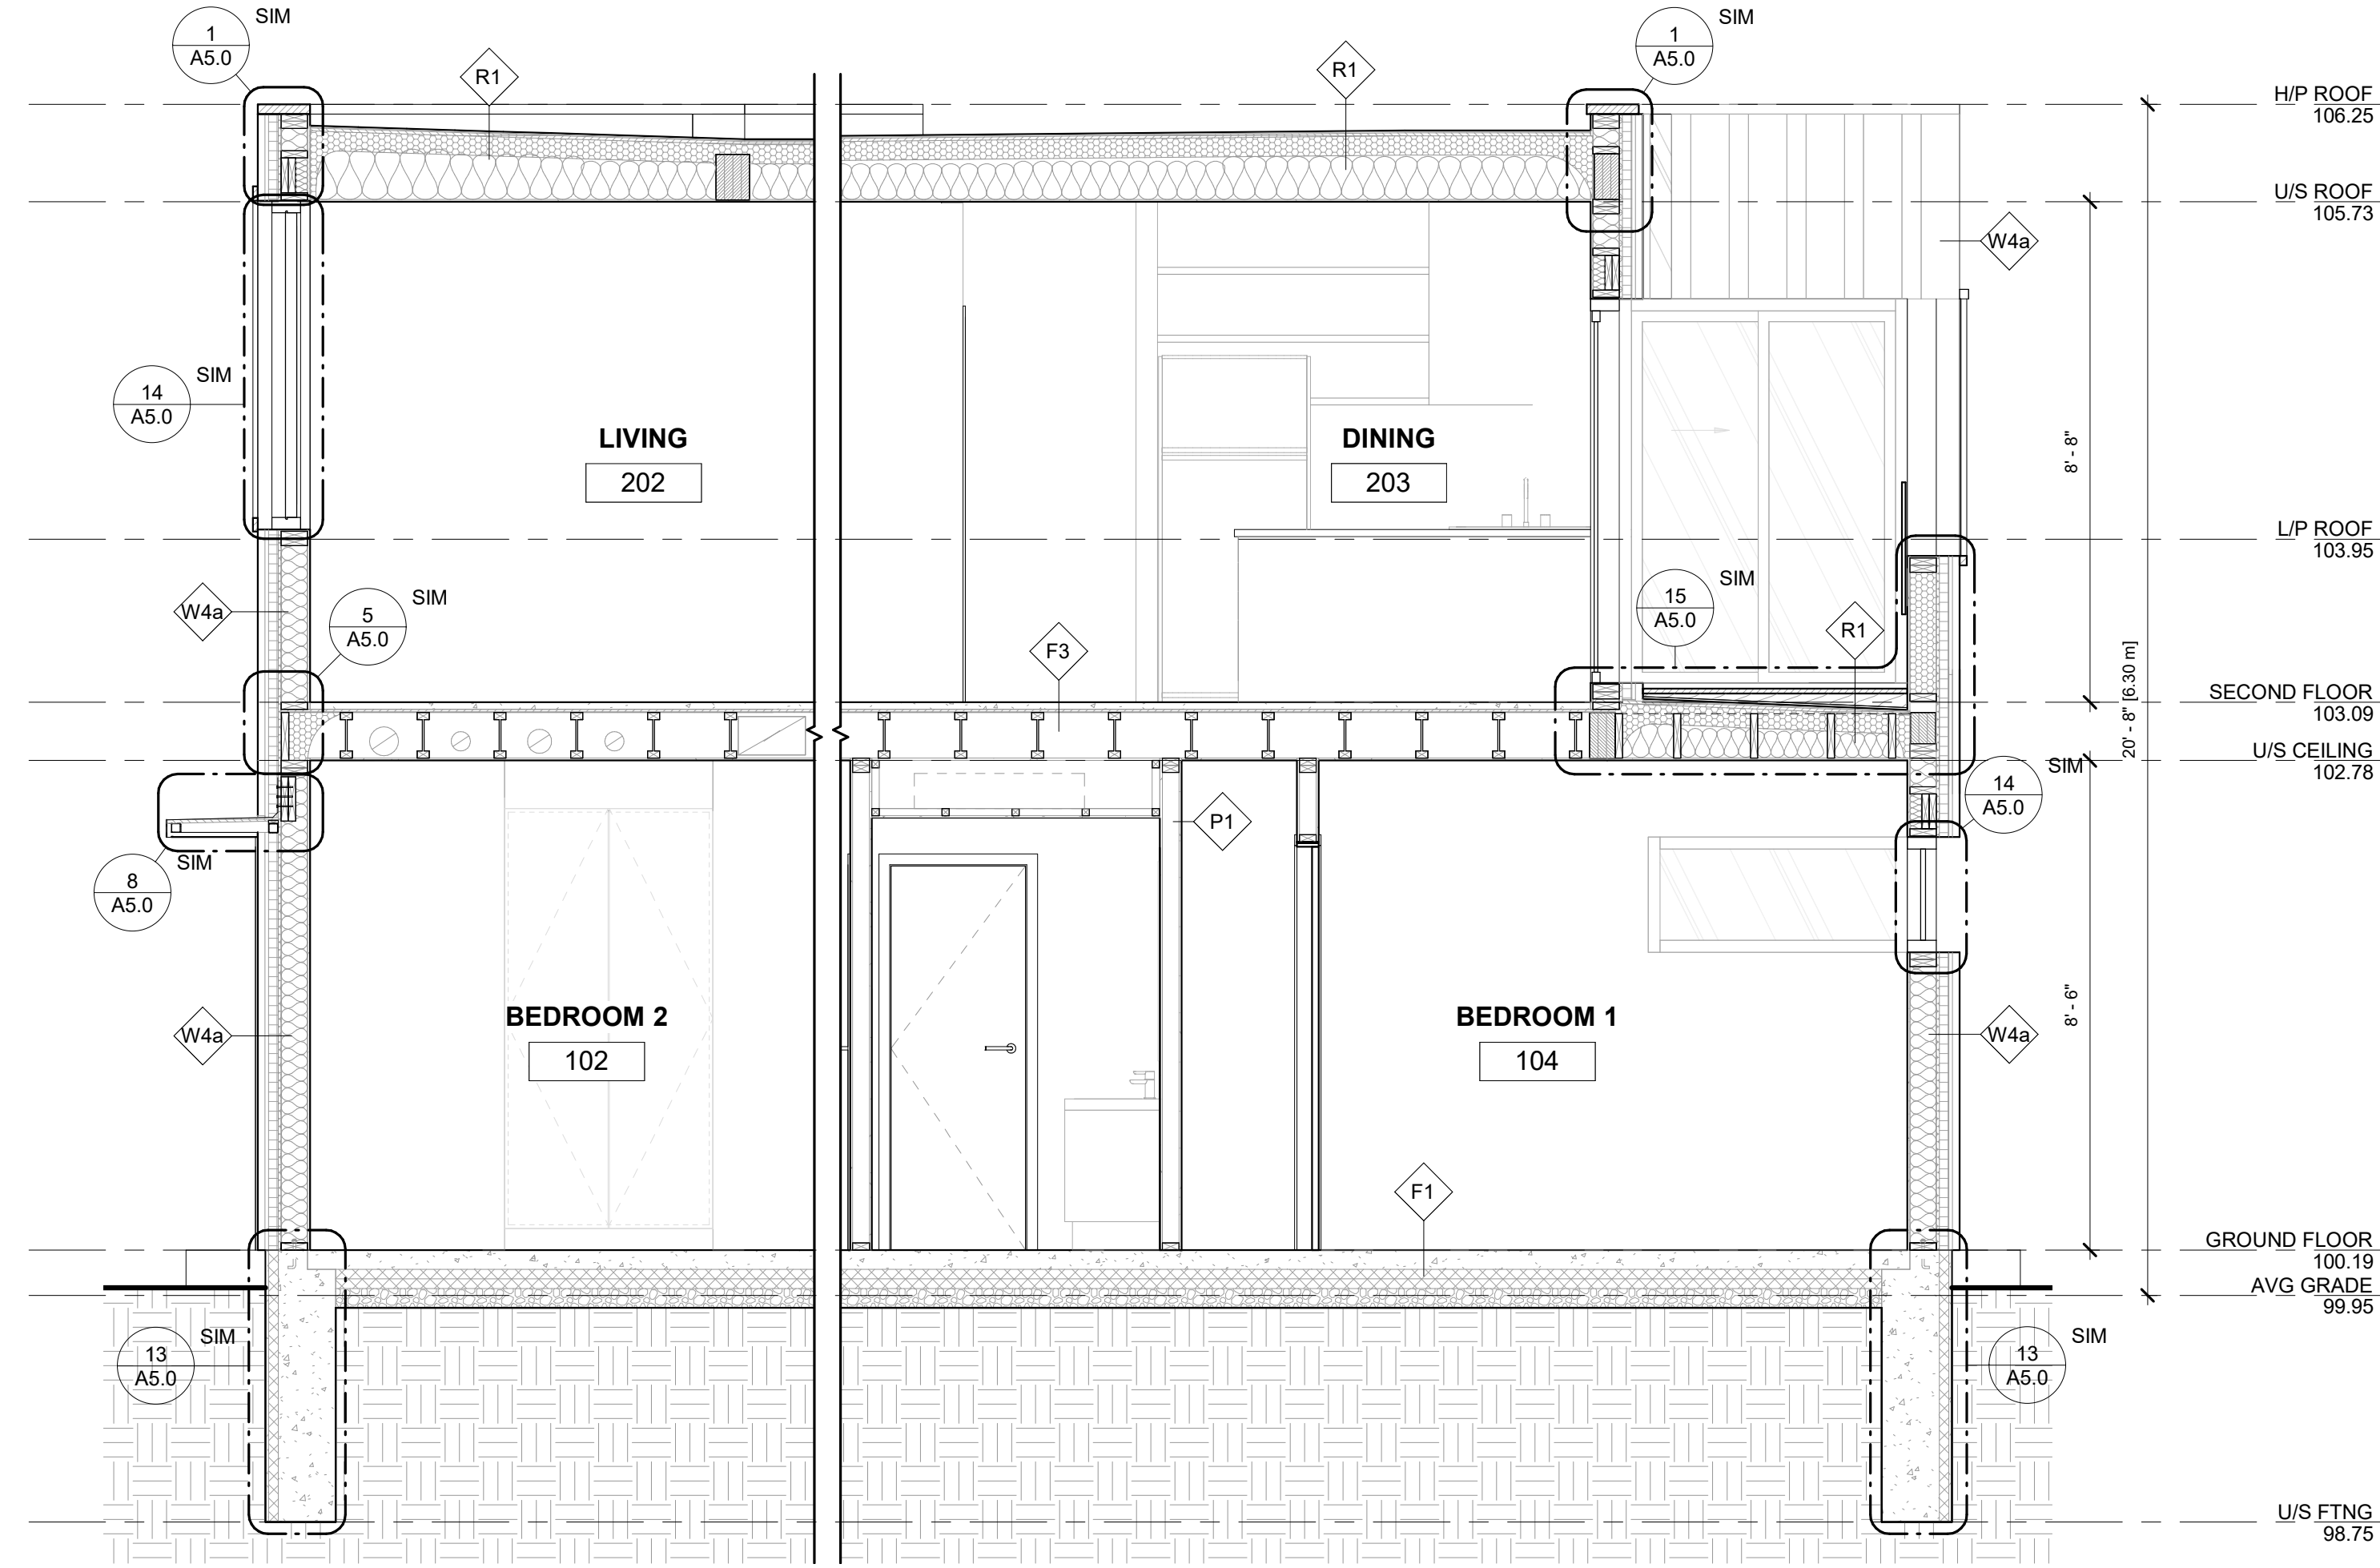 SIM
1
A5.0
R1
R1
1
A5.0
SIM
H/P ROOF
106.25
U/S ROOF
105.73
W4a
14
A5.0
SIM
LIVING
202
DINING
203
8' - 8"
L/P ROOF
103.95
W4a
5
A5.0
SIM
F3
15
A5.0
SIM
R1
20' - 8" [6.30 m]
SECOND FLOOR
103.09
U/S CEILING
102.78
SIM
14
A5.0
P1
SIM
8
A5.0
BEDROOM 2
102
BEDROOM 1
104
8' - 6"
W4a
W4a
F1
GROUND FLOOR
100.19
AVG GRADE
99.95
SIM
13
A5.0
SIM
13
A5.0
U/S FTNG
98.75